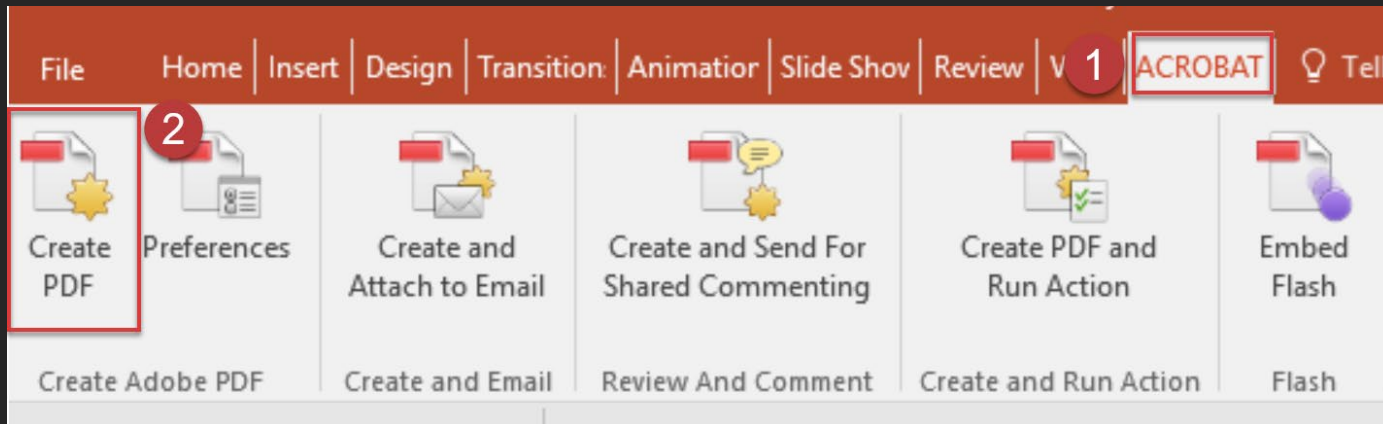 File Home Insert Design Transition: Animatior Slide Shov Review V 1 ACROBAT Tell
2
Create PDF
Preferences
Create and
Attach to Email
Create and Send For
Shared Commenting
Create PDF and
Run Action
Embed
Flash
Create Adobe PDF Create and Email Review And Comment Create and Run Action Flash